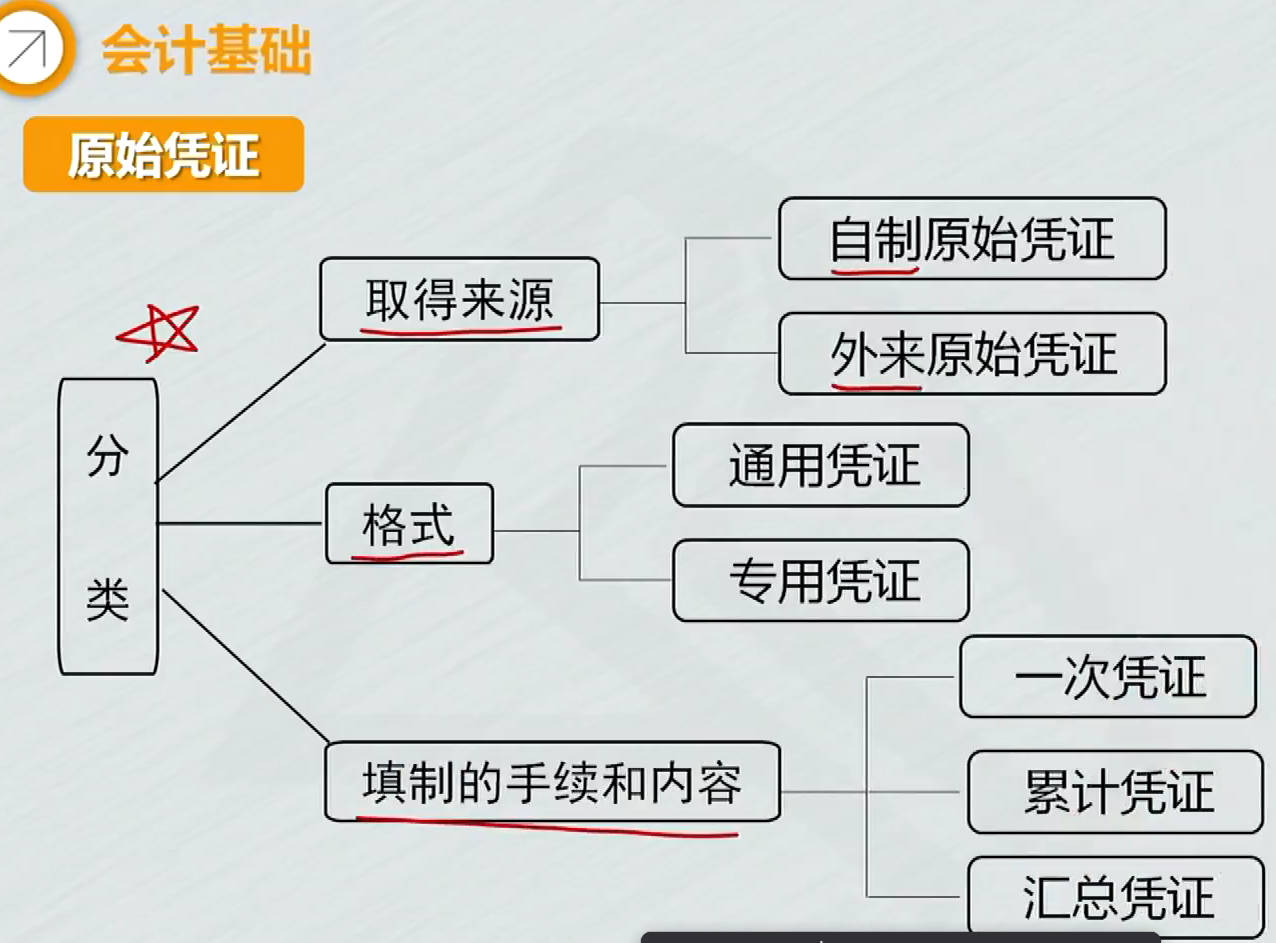 会计基础
原始凭证
分类
取得来源
自制原始凭证
外来原始凭证
格式
通用凭证
专用凭证
填制的手续和内容
一次凭证
累计凭证
汇总凭证